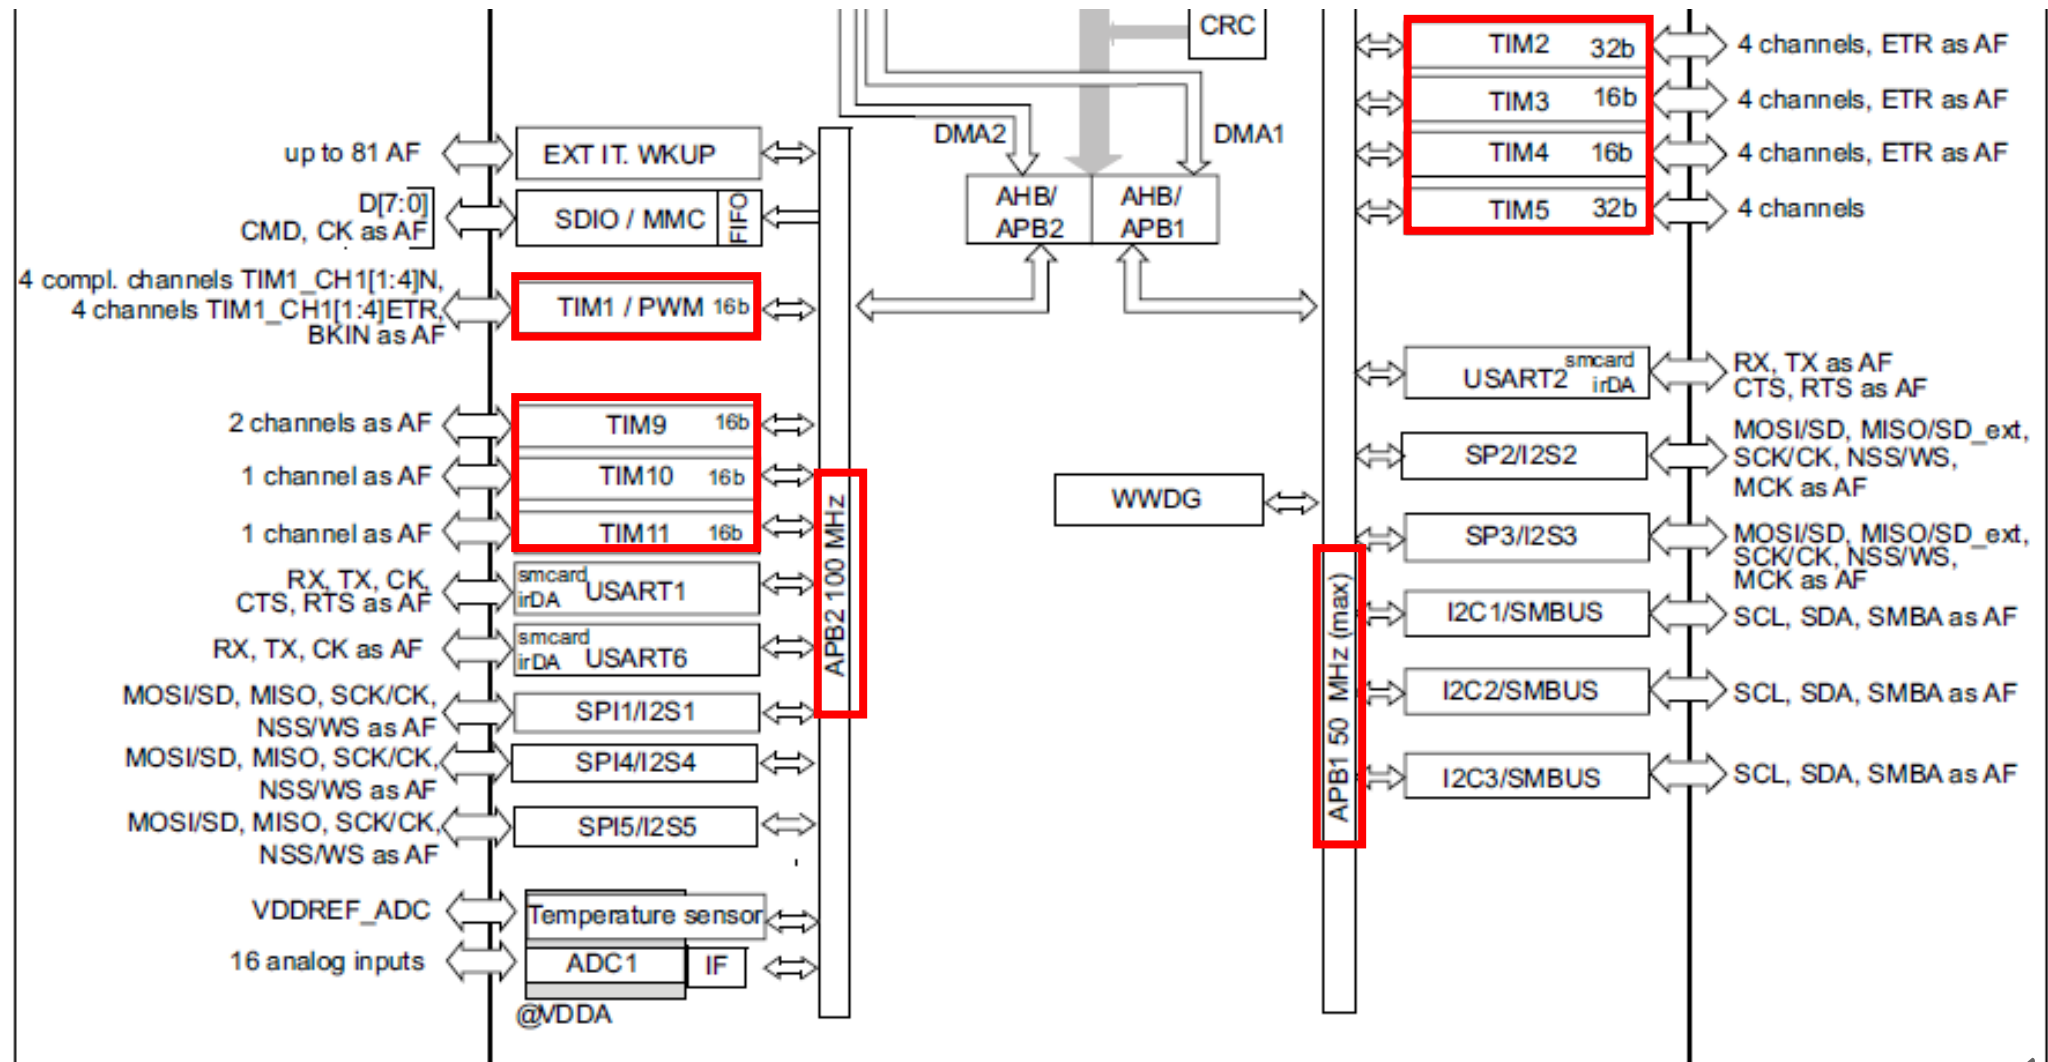 CRC
TIM2 32b
4 channels, ETR as AF
TIM3 16b
4 channels, ETR as AF
TIM4 16b
4 channels, ETR as AF
TIM5 32b
4 channels
DMA2
DMA1
AHB/
APB2
AHB/
APB1
up to 81 AF
EXT IT. WKUP
D[7:0]
CMD, CK as AF
SDIO / MMC
FIFO
4 compl. channels TIM1_CH1[1:4]N,
4 channels TIM1_CH1[1:4]ETR,
BKIN as AF
TIM1 / PWM 16b
2 channels as AF
TIM9 16b
1 channel as AF
TIM10 16b
1 channel as AF
TIM11 16b
RX, TX, CK,
CTS, RTS as AF
smcard
irDA
USART1
RX, TX, CK as AF
smcard
irDA
USART6
MOSI/SD, MISO, SCK/CK,
NSS/WS as AF
SPI1/I2S1
MOSI/SD, MISO, SCK/CK,
NSS/WS as AF
SPI4/I2S4
MOSI/SD, MISO, SCK/CK,
NSS/WS as AF
SPI5/I2S5
VDDREF_ADC
Temperature sensor
16 analog inputs
ADC1
IF
@VDDA
APB2 100 MHz
WWDG
APB1 50 MHz (max)
USART2
smcard
irDA
RX, TX as AF
CTS, RTS as AF
SP2/I2S2
MOSI/SD, MISO/SD_ext,
SCK/CK, NSS/WS,
MCK as AF
SP3/I2S3
MOSI/SD, MISO/SD_ext,
SCK/CK, NSS/WS,
MCK as AF
I2C1/SMBUS
SCL, SDA, SMBA as AF
I2C2/SMBUS
SCL, SDA, SMBA as AF
I2C3/SMBUS
SCL, SDA, SMBA as AF